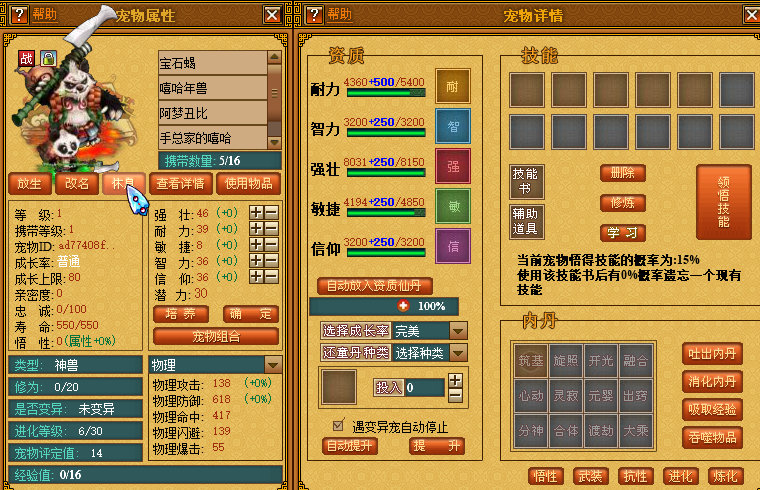 ? 帮助 宠物属性
战
宝石蝎
嘻哈年兽
阿梦丑比
手总家的嘻哈
携带数量: 5/16
放生 改名 休息 查看详情 使用物品
等 级: 1
携带等级: 1
宠物ID: ad77408f..
成长率: 普通
成长上限: 80
亲密度: 0
忠 诚: 0/100
寿 命: 550/550
悟 性: 0(属性+0%)
强 壮: 46 (+0)
耐 力: 39 (+0)
敏 捷: 8 (+0)
智 力: 36 (+0)
信 仰: 36 (+0)
潜 力: 30
培 养 确 定
宠物组合
类型: 神兽
修为: 0/20
是否变异: 未变异
进化等级: 6/30
宠物评定值: 14
经验值: 0/16
物理
物理攻击: 138 (+0%)
物理防御: 618 (+0%)
物理命中: 417
物理闪避: 139
物理爆击: 55
? 帮助 宠物详情
资质
耐力 4360+500/5400 耐
智力 3200+250/3200 智
强壮 8031+250/8150 强
敏捷 4194+250/4850 敏
信仰 3200+250/3200 信
自动放入资质仙丹
100%
选择成长率 完美
还童丹种类 选择种类
投入 0
遇变异宠自动停止
自动提升 提 升
技能
技能书
辅助道具
删除
修炼
学 习
领悟技能
当前宠物悟得技能的概率为:15%
使用该技能书后有0%概率遗忘一个现有
技能
内丹
筑基 旋照 开光 融合
心动 灵寂 元婴 出窍
分神 合体 渡劫 大乘
吐出内丹
消化内丹
吸取经验
吞噬物品
悟性 武装 抗性 进化 炼化